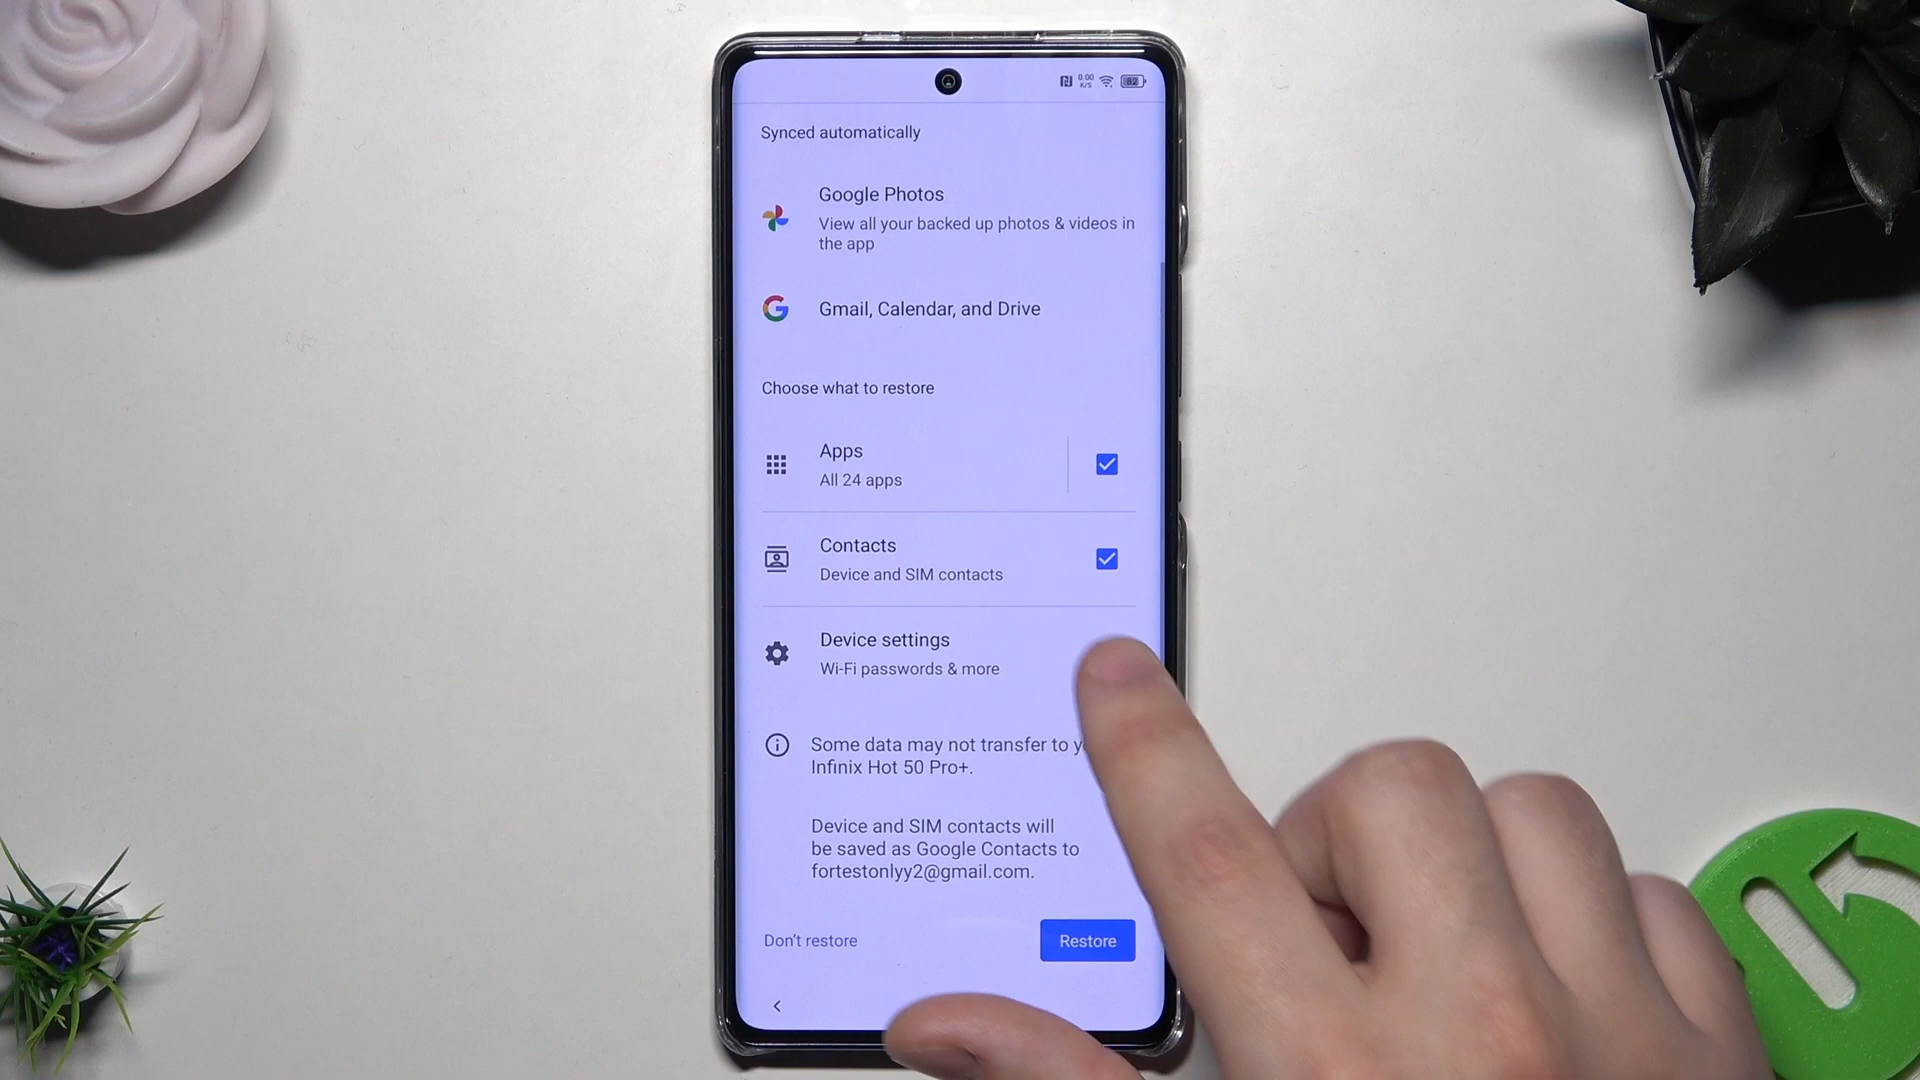 0.00
K/S
82
Synced automatically
Google Photos
View all your backed up photos & videos in
the app
Gmail, Calendar, and Drive
Choose what to restore
Apps
All 24 apps
Contacts
Device and SIM contacts
Device settings
Wi-Fi passwords & more
Some data may not transfer to
Infinix Hot 50 Pro+.
Device and SIM contacts will
be saved as Google Contacts to
fortestonlyy2@gmail.com.
Don't restore
Restore